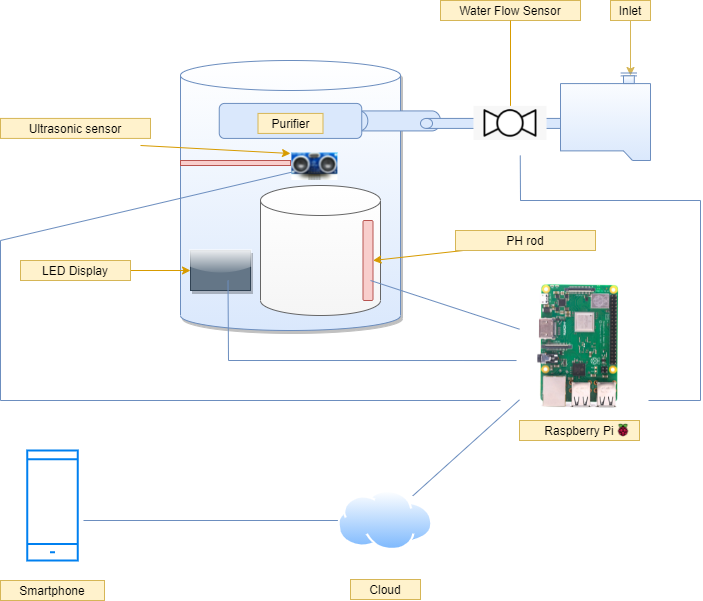 Water Flow Sensor
Inlet
Purifier
Ultrasonic sensor
PH rod
LED Display
Raspberry Pi
Smartphone
Cloud